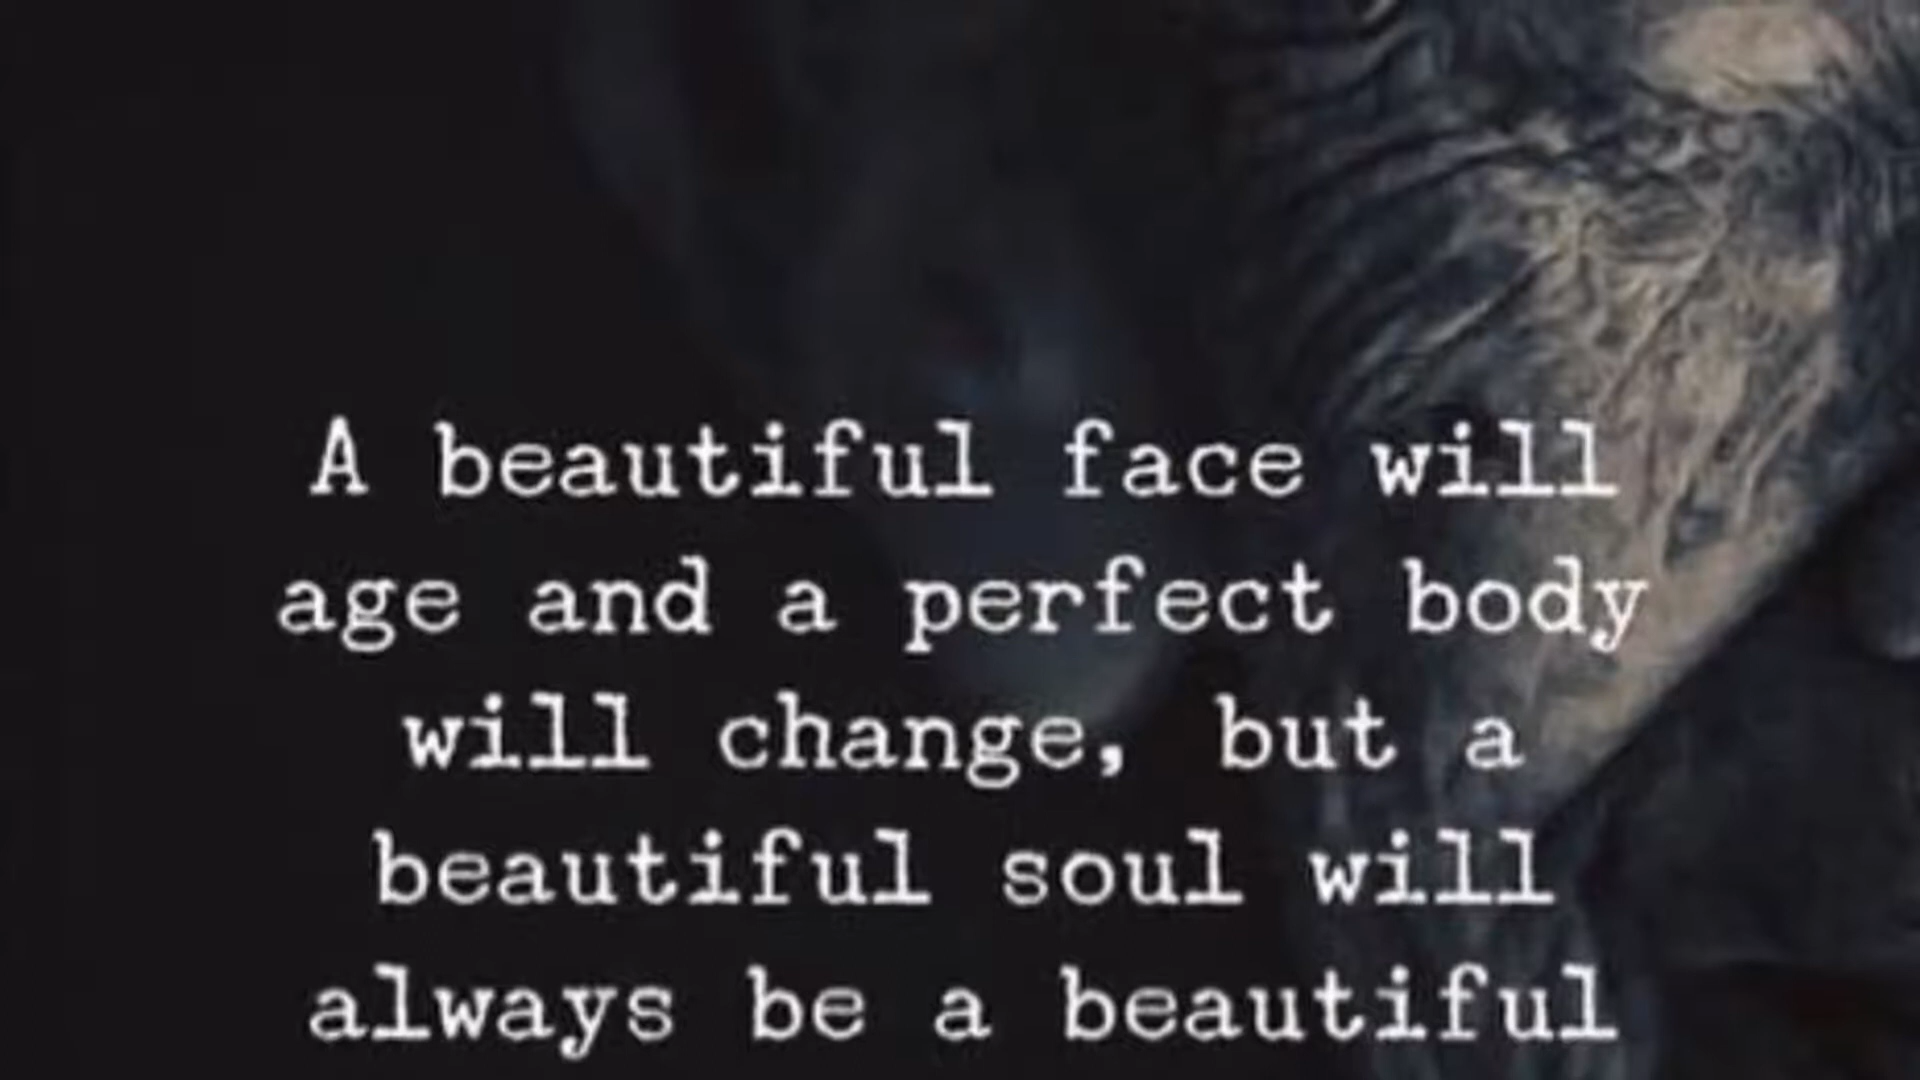 A beautiful face will
age and a perfect body
will change, but a
beautiful soul will
always be a beautiful